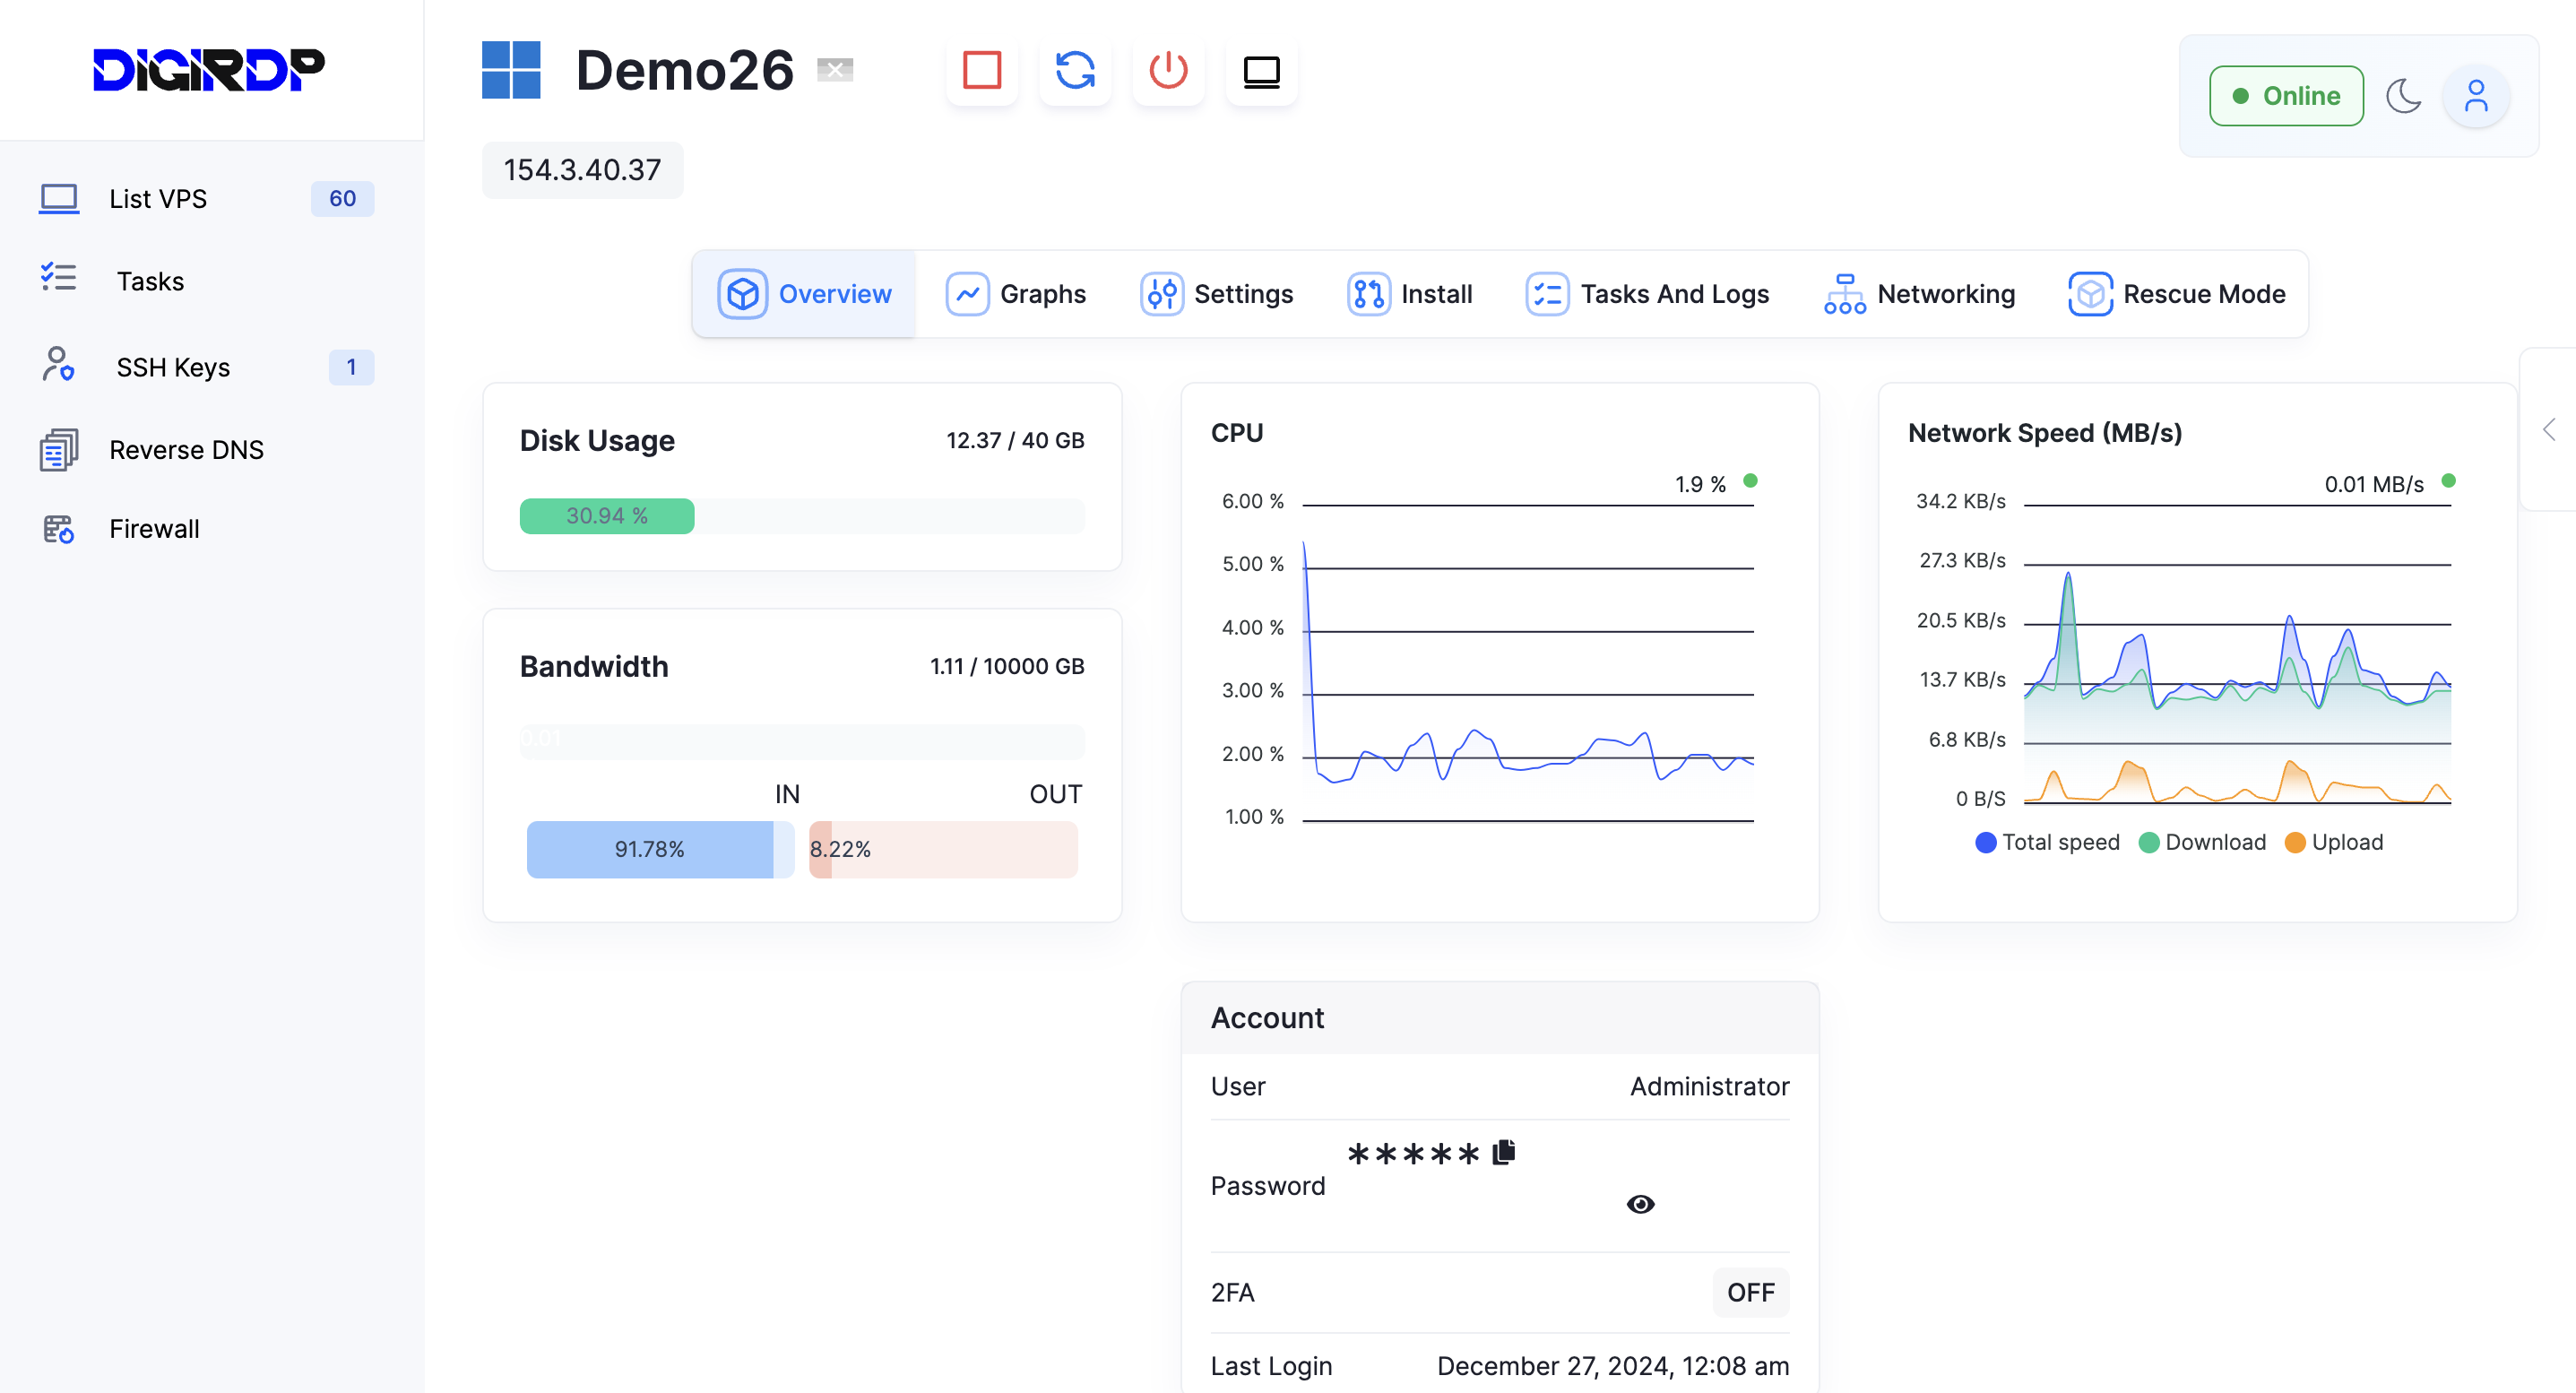 DIGIRDP
Demo26
Online
154.3.40.37
List VPS 60
Tasks
SSH Keys 1
Reverse DNS
Firewall
Overview Graphs Settings Install Tasks And Logs Networking Rescue Mode
Disk Usage 12.37 / 40 GB
30.94 %
Bandwidth 1.11 / 10000 GB
0.01
IN OUT
91.78% 8.22%
CPU
1.9 %
6.00 %
5.00 %
4.00 %
3.00 %
2.00 %
1.00 %
Network Speed (MB/s)
0.01 MB/s
34.2 KB/s
27.3 KB/s
20.5 KB/s
13.7 KB/s
6.8 KB/s
0 B/S
Total speed Download Upload
Account
User Administrator
Password *****
2FA OFF
Last Login December 27, 2024, 12:08 am